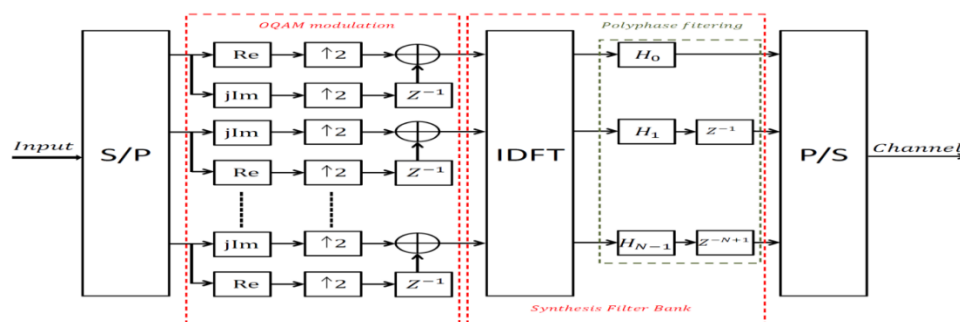 OQAM modulation
Polyphase filtering
Re ↑2
H₀
jIm ↑2 Z⁻¹
Input S/P jIm ↑2 IDFT H₁ Z⁻¹ P/S Channel
Re ↑2 Z⁻¹
jIm ↑2 H_{N−1} Z^{−N+1}
Re ↑2 Z⁻¹
Synthesis Filter Bank